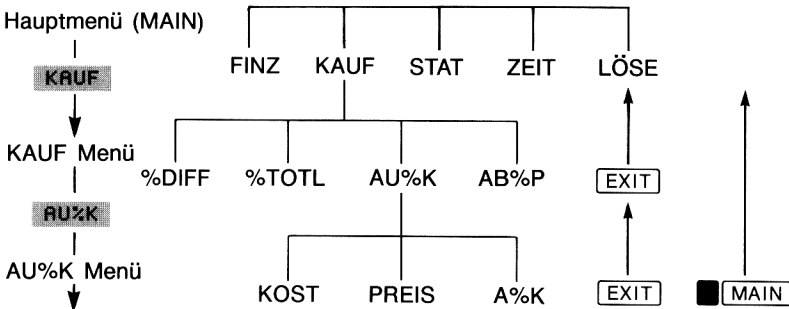 Hauptmenü (MAIN)
FINZ KAUF STAT ZEIT LÖSE
KAUF
KAUF Menü
%DIFF %TOTL AU%K AB%P EXIT
AU%K
AU%K Menü
KOST PREIS A%K EXIT MAIN